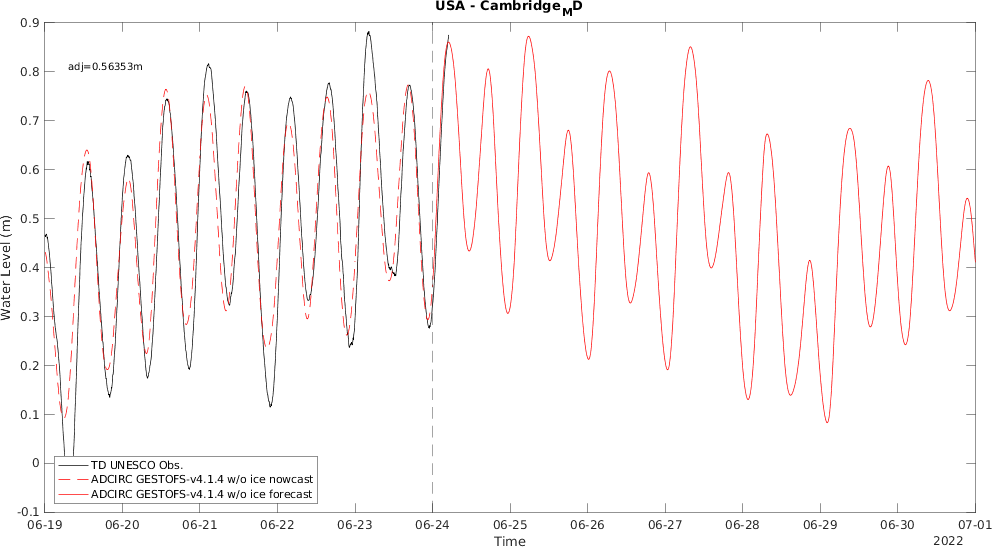 USA - Cambridge_MD
adj=0.56353m
Water Level (m)
0.9
0.8
0.7
0.6
0.5
0.4
0.3
0.2
0.1
0
-0.1
TD UNESCO Obs.
ADCIRC GESTOFS-v4.1.4 w/o ice nowcast
ADCIRC GESTOFS-v4.1.4 w/o ice forecast
06-19 06-20 06-21 06-22 06-23 06-24 06-25 06-26 06-27 06-28 06-29 06-30 07-01
Time
2022